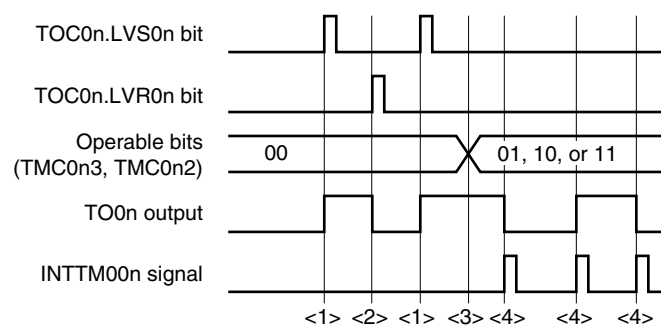 TOC0n.LVS0n bit
TOC0n.LVR0n bit
Operable bits
(TMC0n3, TMC0n2)
00
01, 10, or 11
TO0n output
INTTM00n signal
<1> <2> <1> <3> <4> <4> <4>